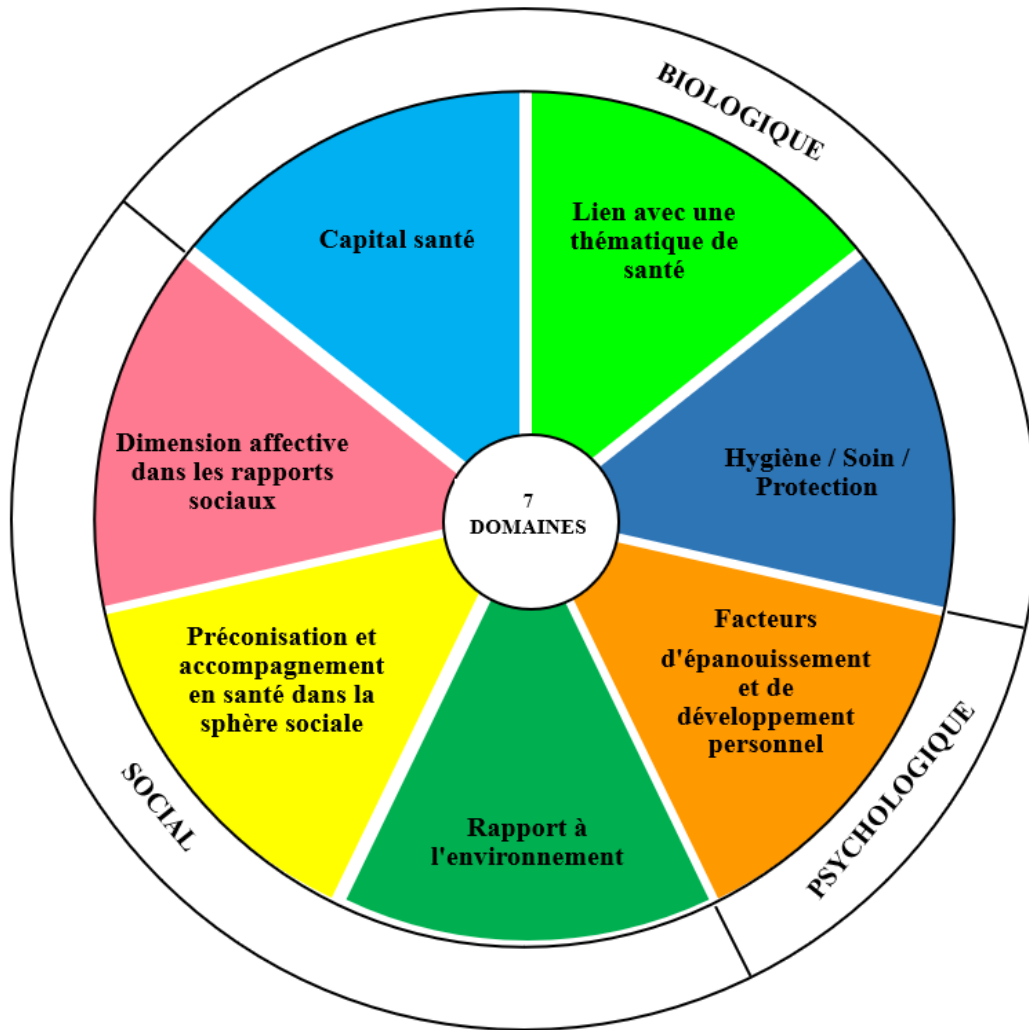 BIOLOGIQUE
Capital santé
Lien avec une
thématique de
santé
Dimension affective
dans les rapports
sociaux
7
DOMAINES
Hygiène / Soin /
Protection
Préconisation et
accompagnement
en santé dans la
sphère sociale
Facteurs
d'épanouissement
et de
développement
personnel
Rapport à
l'environnement
SOCIAL
PSYCHOLOGIQUE